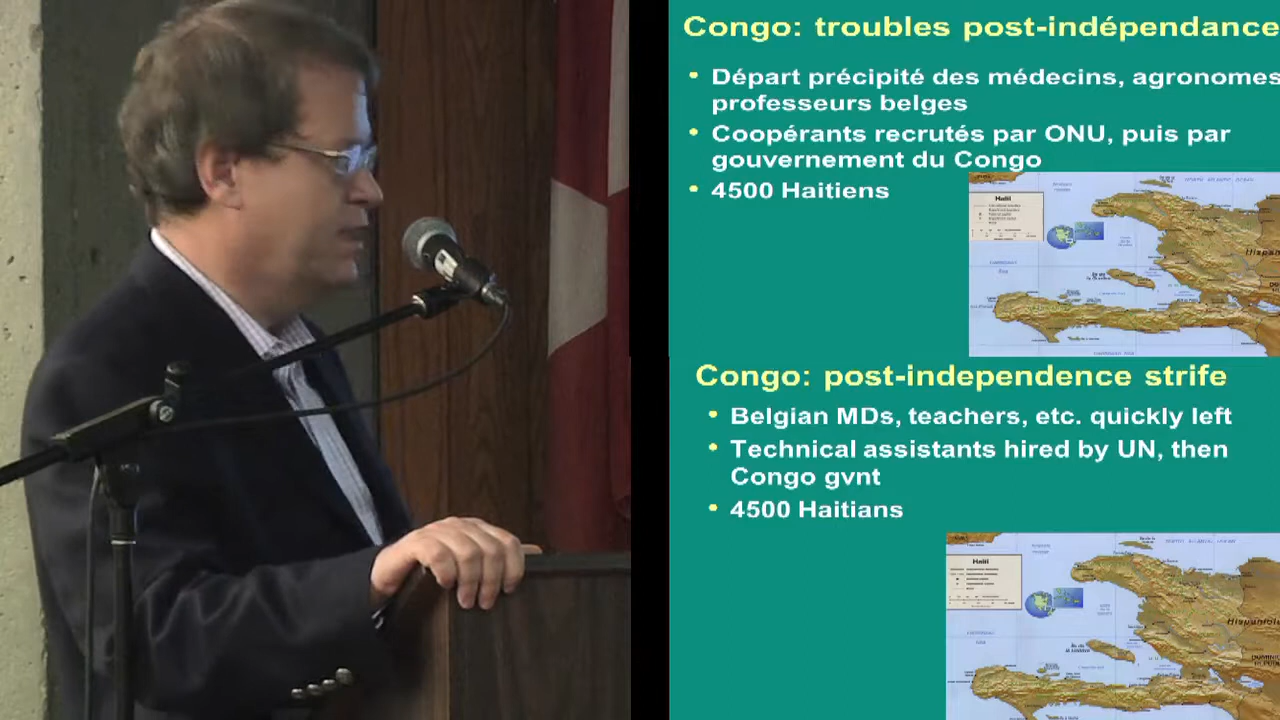 Congo: troubles post-indépendance
• Départ précipité des médecins, agronomes
professeurs belges
• Coopérants recrutés par ONU, puis par
gouvernement du Congo
• 4500 Haitiens
Haiti
Congo: post-independence strife
• Belgian MDs, teachers, etc. quickly left
• Technical assistants hired by UN, then
Congo gvnt
• 4500 Haitians
Haiti